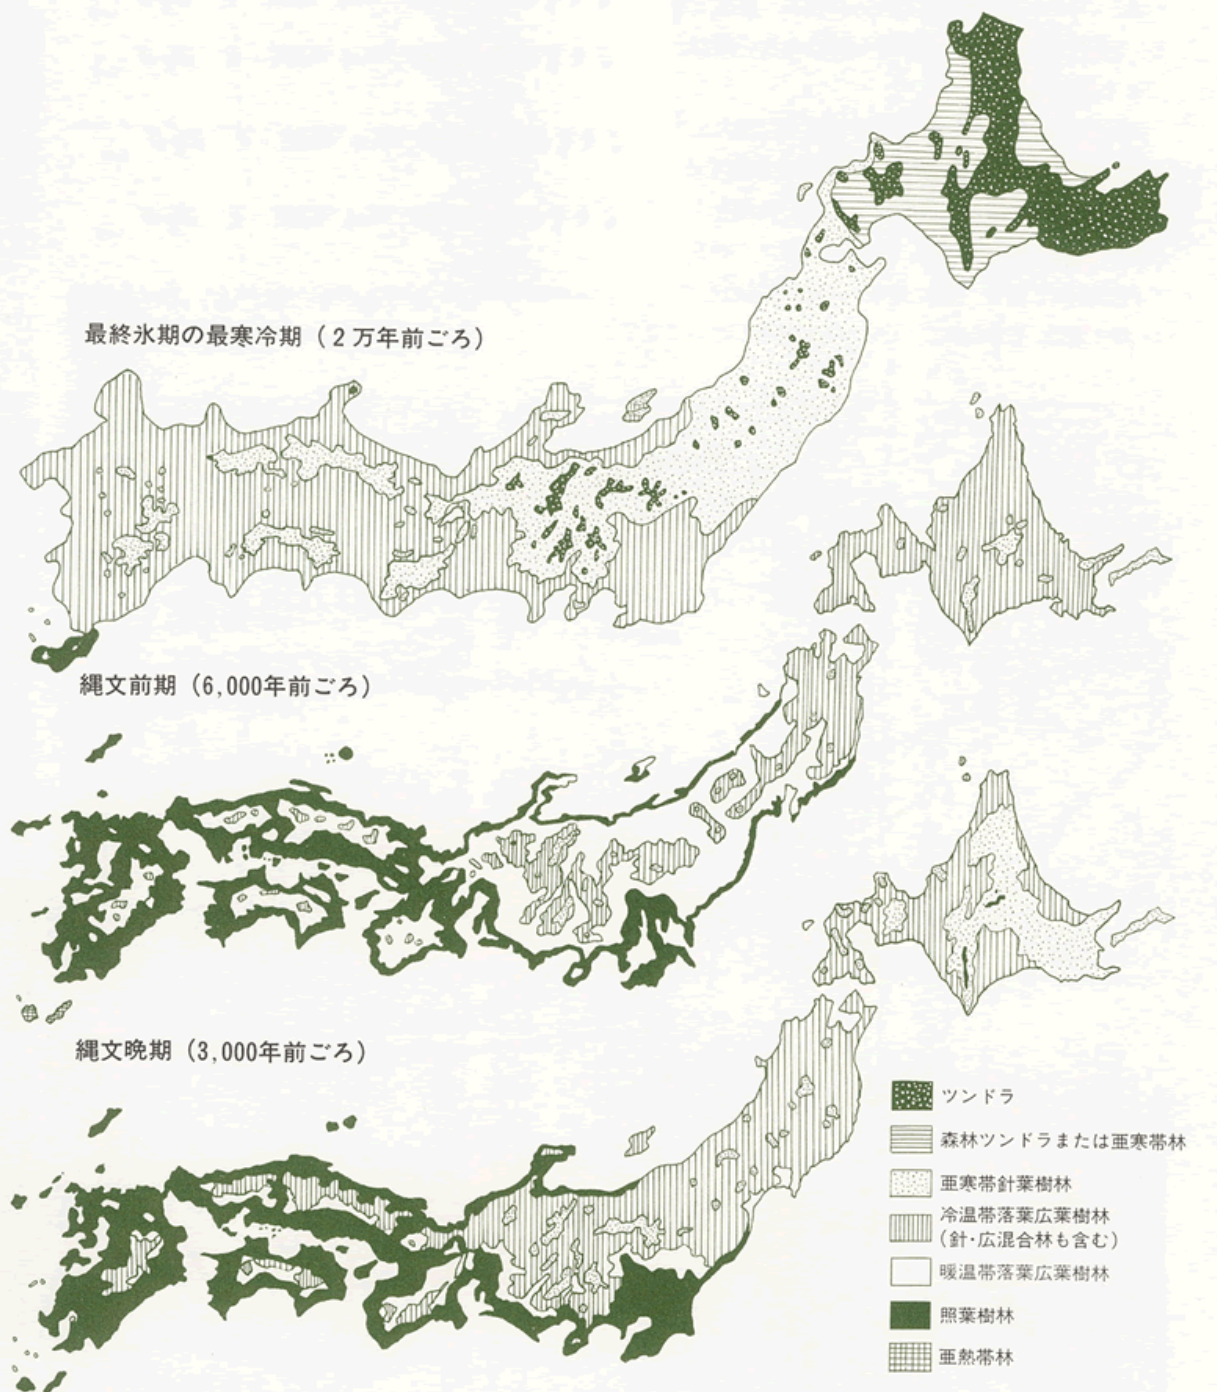 最終氷期の最寒冷期(2万年前ごろ)
縄文前期(6,000年前ごろ)
縄文晩期(3,000年前ごろ)
ツンドラ
森林ツンドラまたは亜寒帯林
亜寒帯針葉樹林
冷温帯落葉広葉樹林
(針・広混合林も含む)
暖温帯落葉広葉樹林
照葉樹林
亜熱帯林